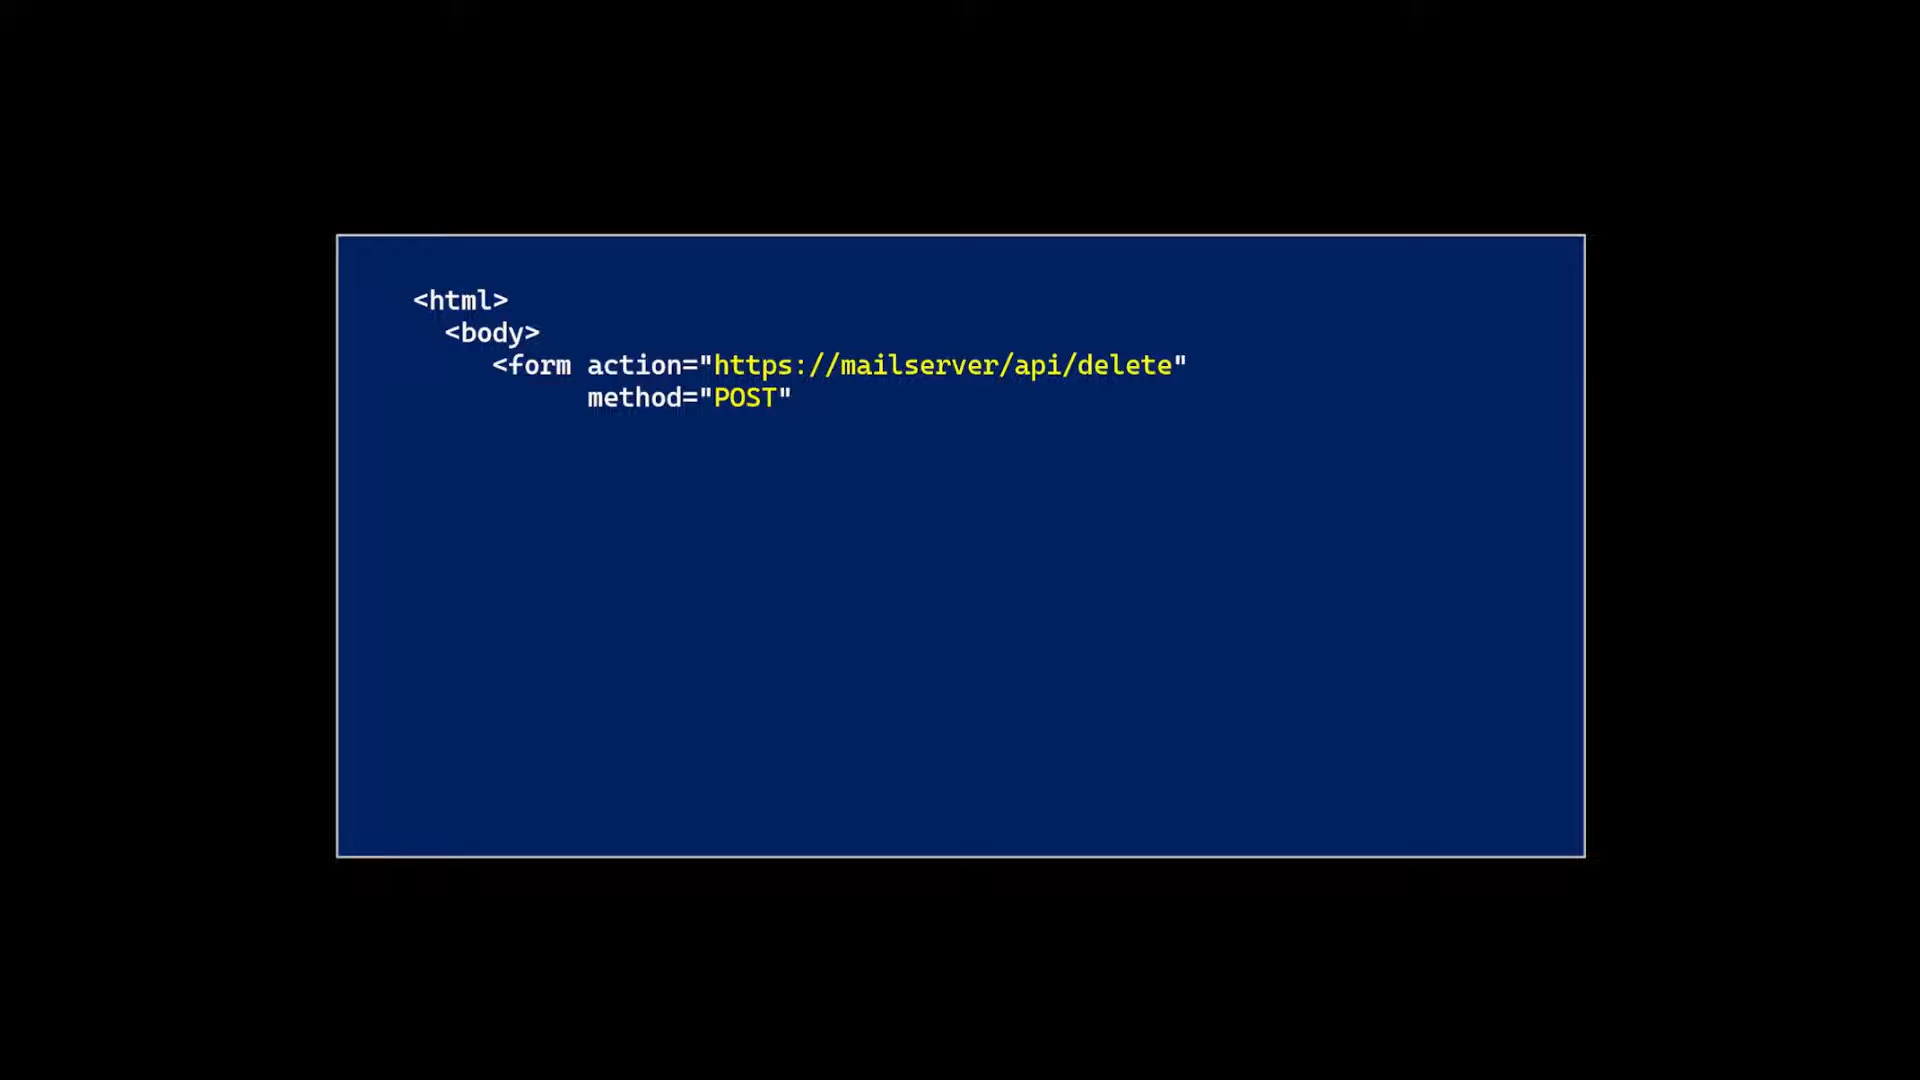 <html>
<body>
<form action="https://mailserver/api/delete"
method="POST"